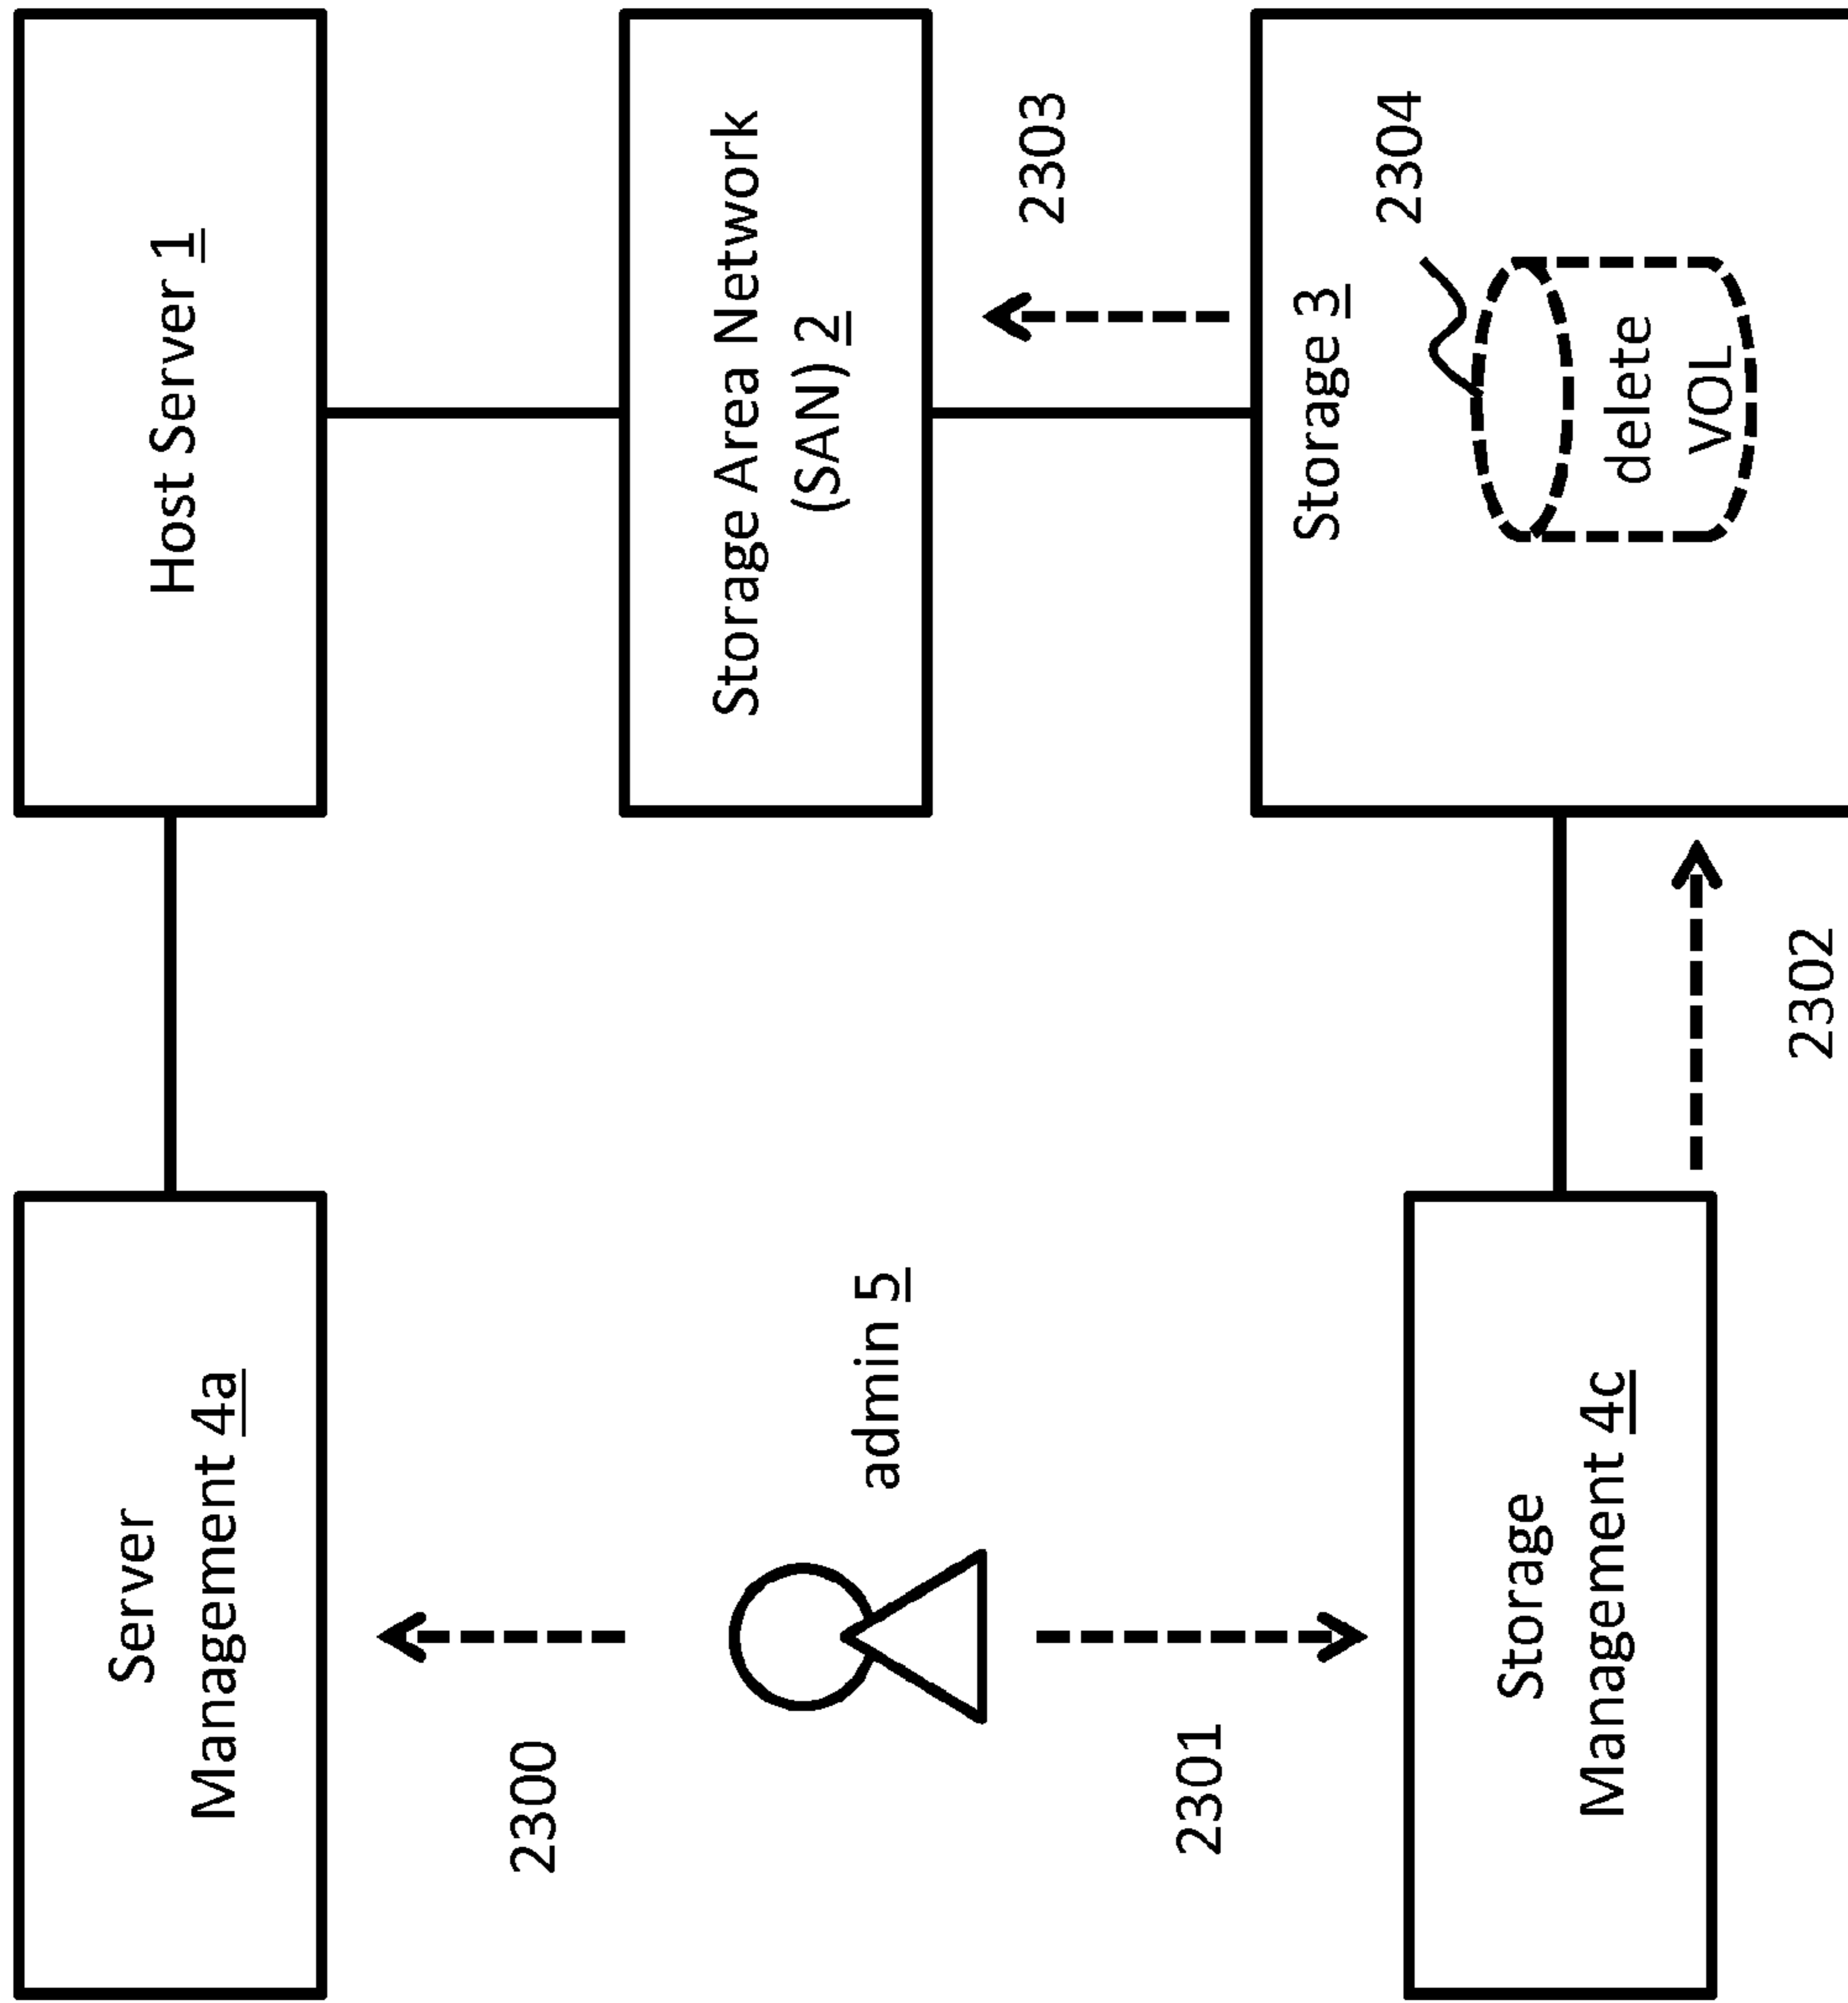 Server
Management 4a
Host Server 1
2300
admin 5
Storage Area Network
(SAN) 2
2301
2303
Storage
Management 4c
Storage 3
2304
delete
VOL
2302